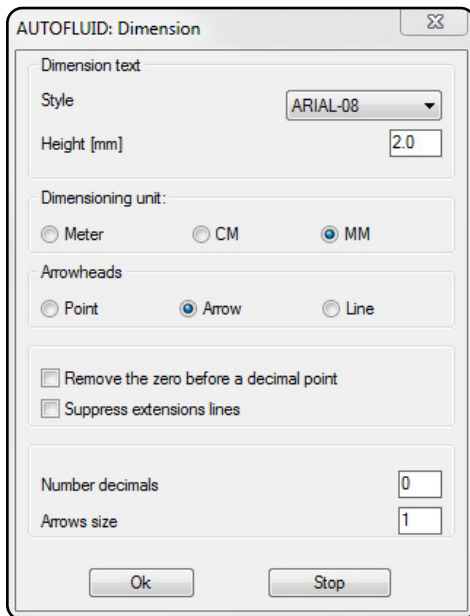 AUTOFLUID: Dimension
Dimension text
Style ARIAL-08
Height [mm] 2.0
Dimensioning unit:
Meter CM MM
Arrowheads
Point Arrow Line
Remove the zero before a decimal point
Suppress extensions lines
Number decimals 0
Arrows size 1
Ok Stop